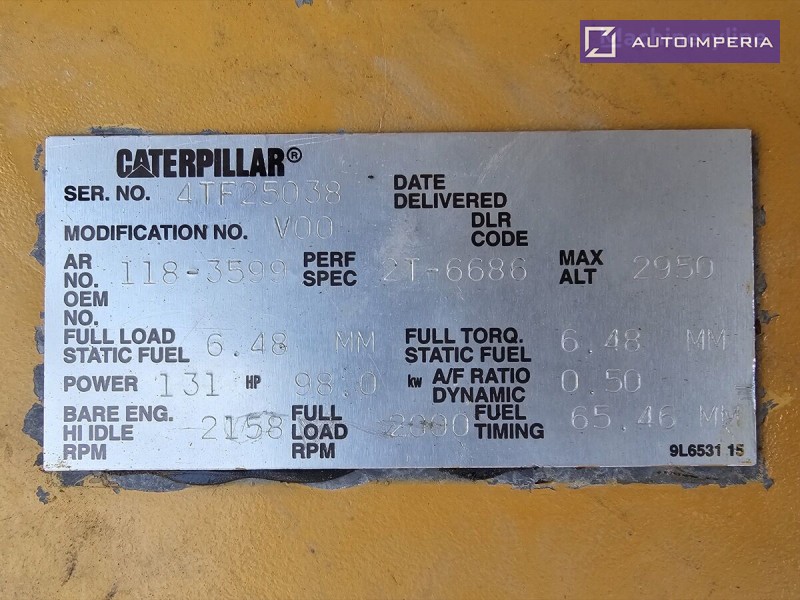 AUTOIMPERIA
CATERPILLAR®
SER. NO. 4TF25038
DATE DELIVERED
MODIFICATION NO. V00
DLR CODE
AR NO. 118-3599 PERF SPEC 2T-6686 MAX ALT 2950
OEM NO.
FULL LOAD STATIC FUEL 6.48 MM FULL TORQ. STATIC FUEL 6.48 MM
POWER 131 HP 98.0 kw A/F RATIO DYNAMIC 0.50
BARE ENG. HI IDLE RPM 2158 FULL LOAD RPM 2000 FUEL TIMING 65.46 MM
9L6531 15